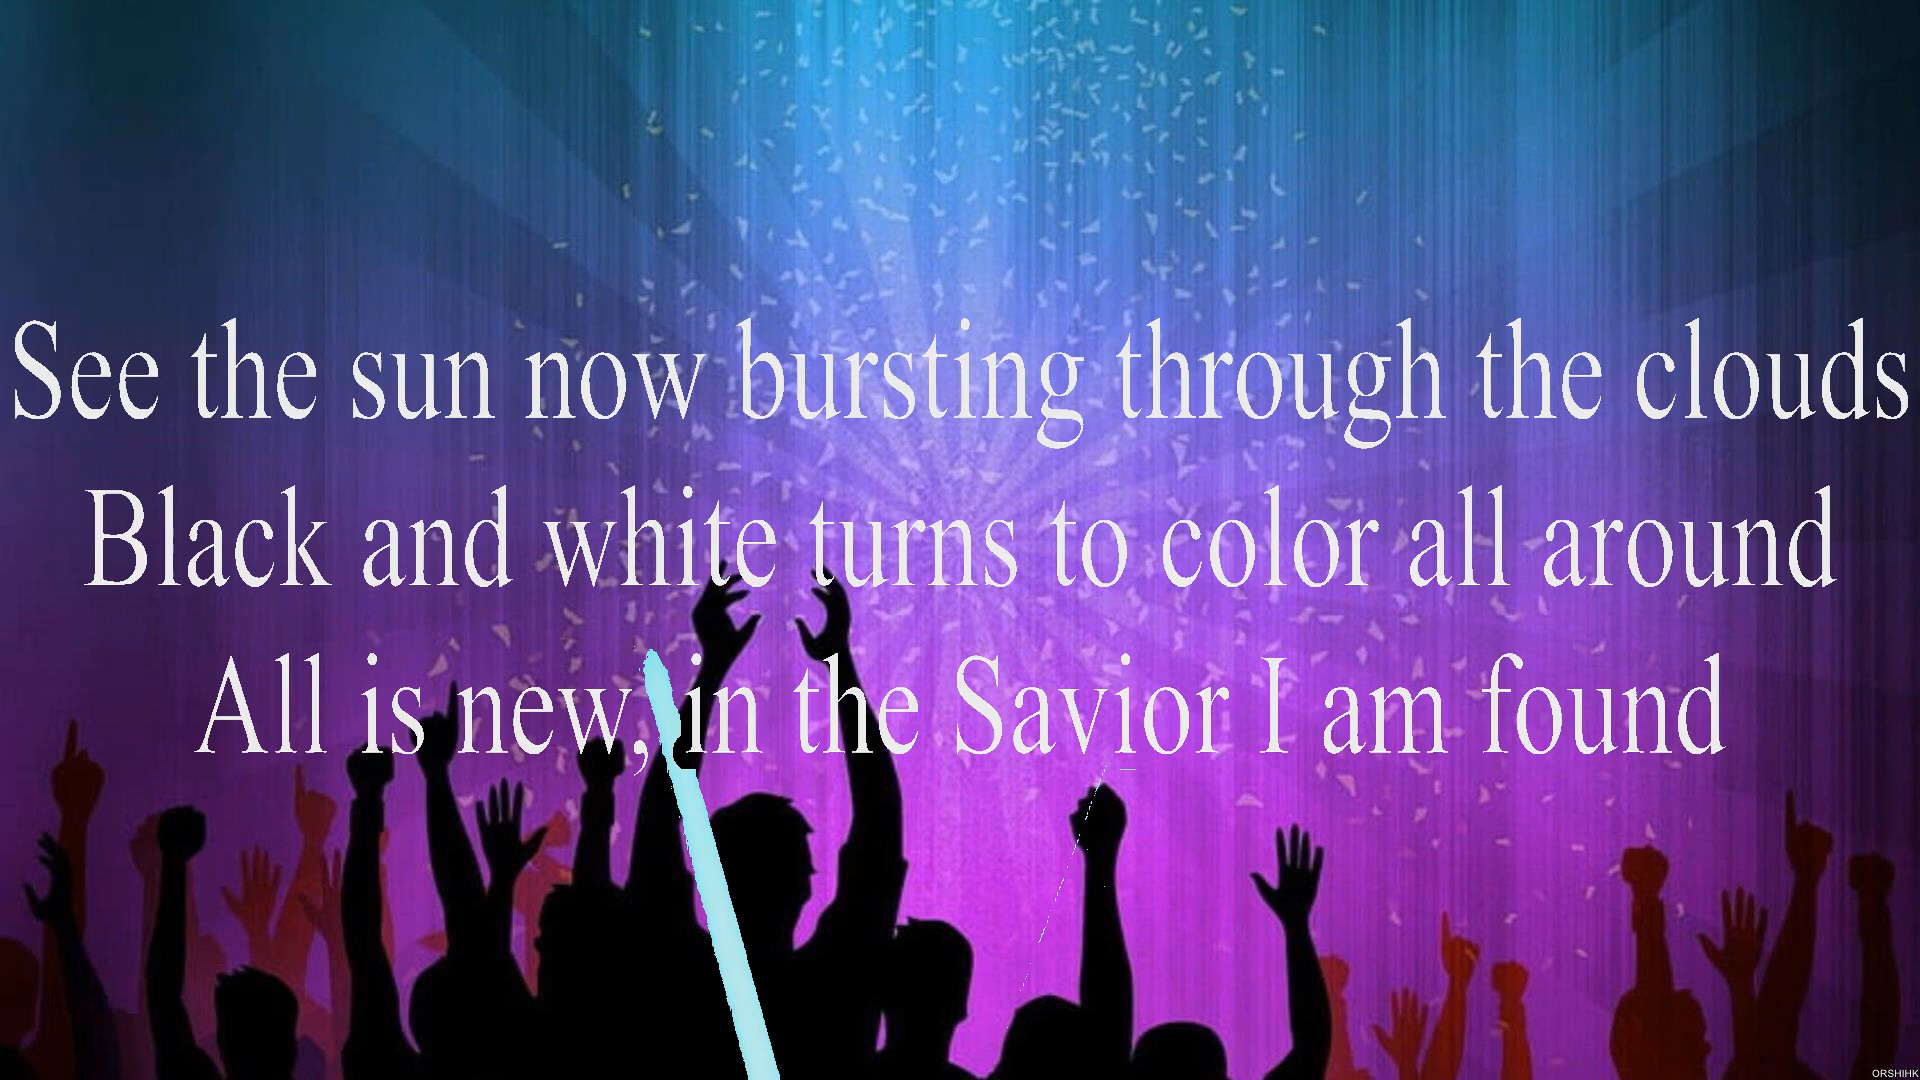 See the sun now bursting through the clouds
Black and white turns to color all around
All is new, in the Savior I am found
ORSHIHK